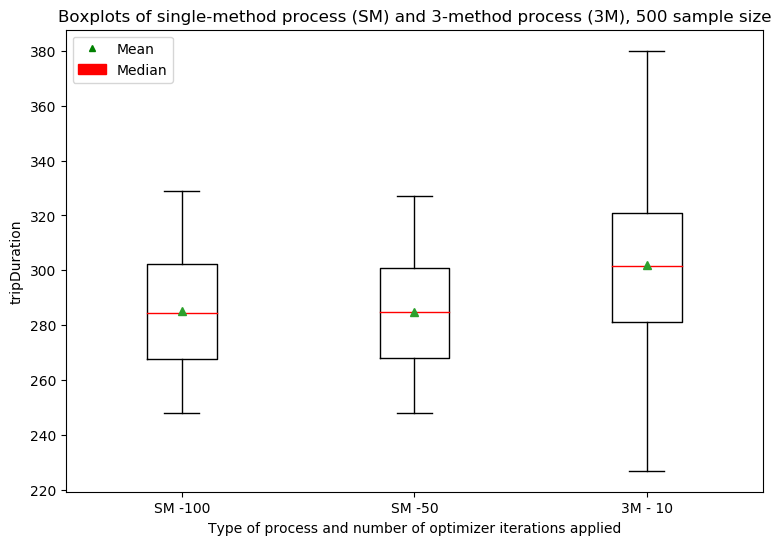 Boxplots of single-method process (SM) and 3-method process (3M), 500 sample size
Mean
Median
380
360
340
320
300
280
260
240
220
tripDuration
SM -100
SM -50
3M - 10
Type of process and number of optimizer iterations applied